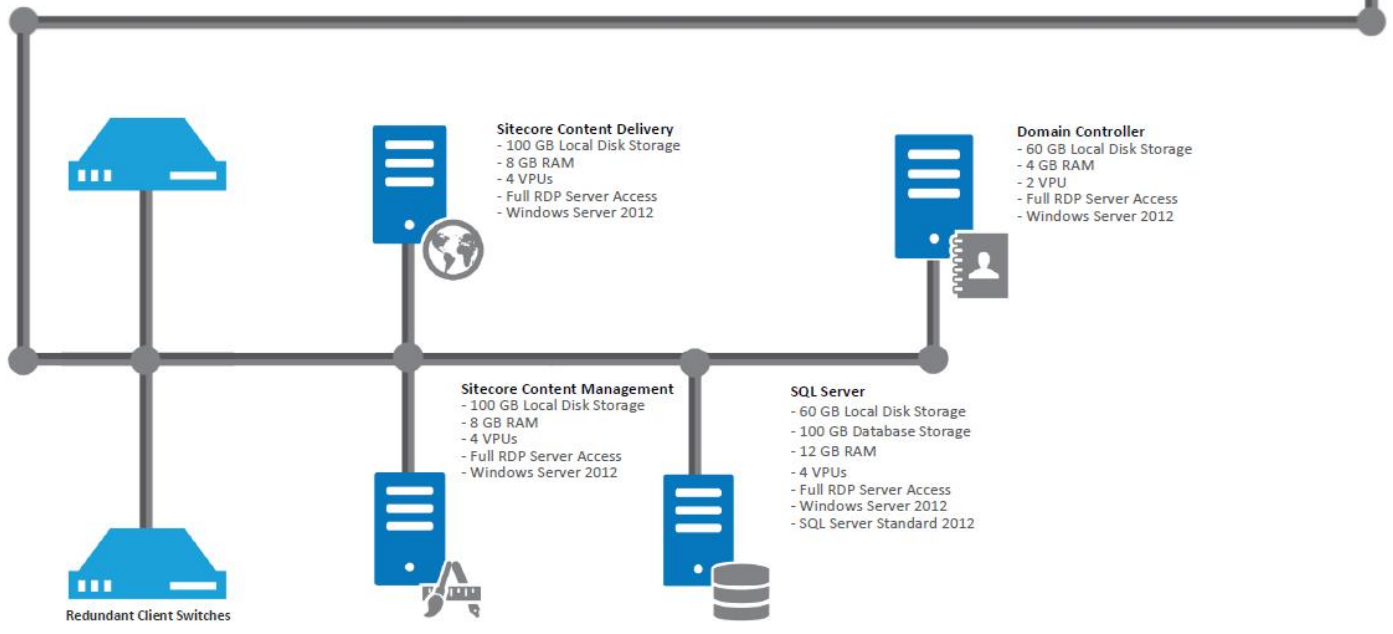 Sitecore Content Delivery
- 100 GB Local Disk Storage
- 8 GB RAM
- 4 VPUs
- Full RDP Server Access
- Windows Server 2012
Domain Controller
- 60 GB Local Disk Storage
- 4 GB RAM
- 2 VPU
- Full RDP Server Access
- Windows Server 2012
Sitecore Content Management
- 100 GB Local Disk Storage
- 8 GB RAM
- 4 VPUs
- Full RDP Server Access
- Windows Server 2012
SQL Server
- 60 GB Local Disk Storage
- 100 GB Database Storage
- 12 GB RAM
- 4 VPUs
- Full RDP Server Access
- Windows Server 2012
- SQL Server Standard 2012
Redundant Client Switches